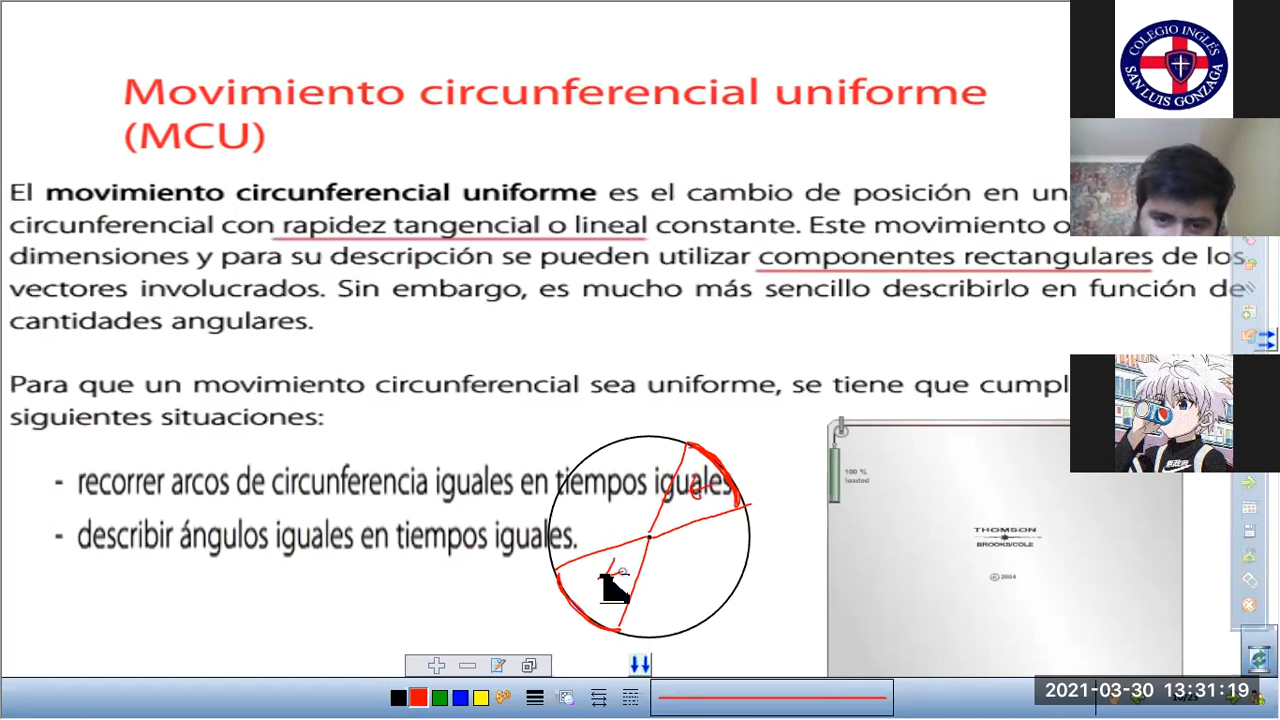 COLEGIO INGLÉS
SAN LUIS GONZAGA
Movimiento circunferencial uniforme
(MCU)
El movimiento circunferencial uniforme es el cambio de posición en un
circunferencial con rapidez tangencial o lineal constante. Este movimiento o
dimensiones y para su descripción se pueden utilizar componentes rectangulares de los
vectores involucrados. Sin embargo, es mucho más sencillo describirlo en función de
cantidades angulares.
Para que un movimiento circunferencial sea uniforme, se tiene que cumpl
siguientes situaciones:
- recorrer arcos de circunferencia iguales en tiempos iguales
- describir ángulos iguales en tiempos iguales.
t
100 %
loaded
THOMSON
BROOKS/COLE
© 2004
2021-03-30 13:31:19